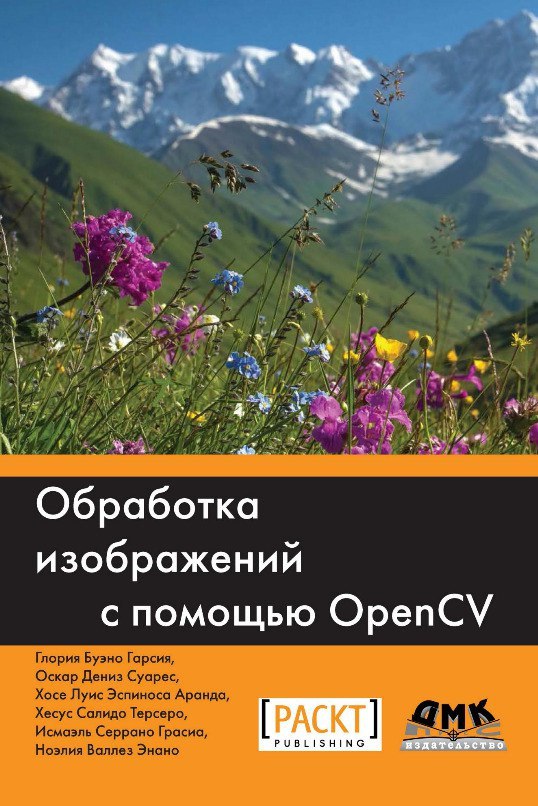 Обработка
изображений
с помощью OpenCV
Глория Буэно Гарсия,
Оскар Дениз Суарес,
Хосе Луис Эспиноса Аранда,
Хесус Салидо Терсеро,
Исмаэль Серрано Грасиа,
Ноэлия Валлез Энано
[PACKT]
PUBLISHING
ДМК
издательство